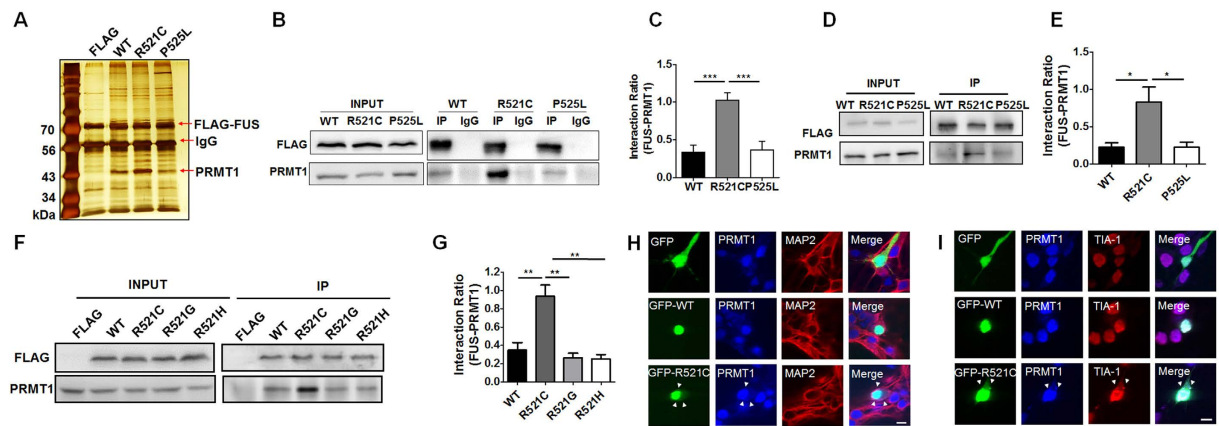 A
FLAG
WT
R521C
P525L
70
56
43
34
kDa
FLAG-FUS
IgG
PRMT1
B
INPUT
WT R521C P525L
WT
R521C
P525L
IP IgG IP IgG IP IgG
FLAG
PRMT1
C
Interaction Ratio
(FUS-PRMT1)
1.5
1.0
0.5
0.0
*** ***
WT R521CP525L
D
INPUT
IP
WT R521C P525L
WT R521C P525L
FLAG
PRMT1
E
Interaction Ratio
(FUS-PRMT1)
1.5
1.0
0.5
0.0
* *
WT
R521C
P525L
F
INPUT
IP
FLAG
WT
R521C
R521G
R521H
FLAG
WT
R521C
R521G
R521H
FLAG
PRMT1
G
Interaction Ratio
(FUS-PRMT1)
1.2
1.0
0.8
0.6
0.4
0.2
0.0
**
** **
WT
R521C
R521G
R521H
H
GFP PRMT1 MAP2 Merge
GFP-WT PRMT1 MAP2 Merge
GFP-R521C PRMT1 MAP2 Merge
I
GFP PRMT1 TIA-1 Merge
GFP-WT PRMT1 TIA-1 Merge
GFP-R521C PRMT1 TIA-1 Merge